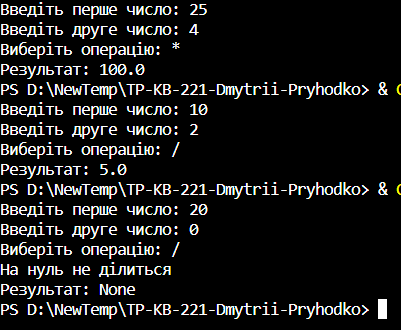 Введіть перше число: 25
Введіть друге число: 4
Виберіть операцію: *
Результат: 100.0
PS D:\NewTemp\TP-KB-221-Dmytrii-Pryhodko> & C
Введіть перше число: 10
Введіть друге число: 2
Виберіть операцію: /
Результат: 5.0
PS D:\NewTemp\TP-KB-221-Dmytrii-Pryhodko> & C
Введіть перше число: 20
Введіть друге число: 0
Виберіть операцію: /
На нуль не ділиться
Результат: None
PS D:\NewTemp\TP-KB-221-Dmytrii-Pryhodko>